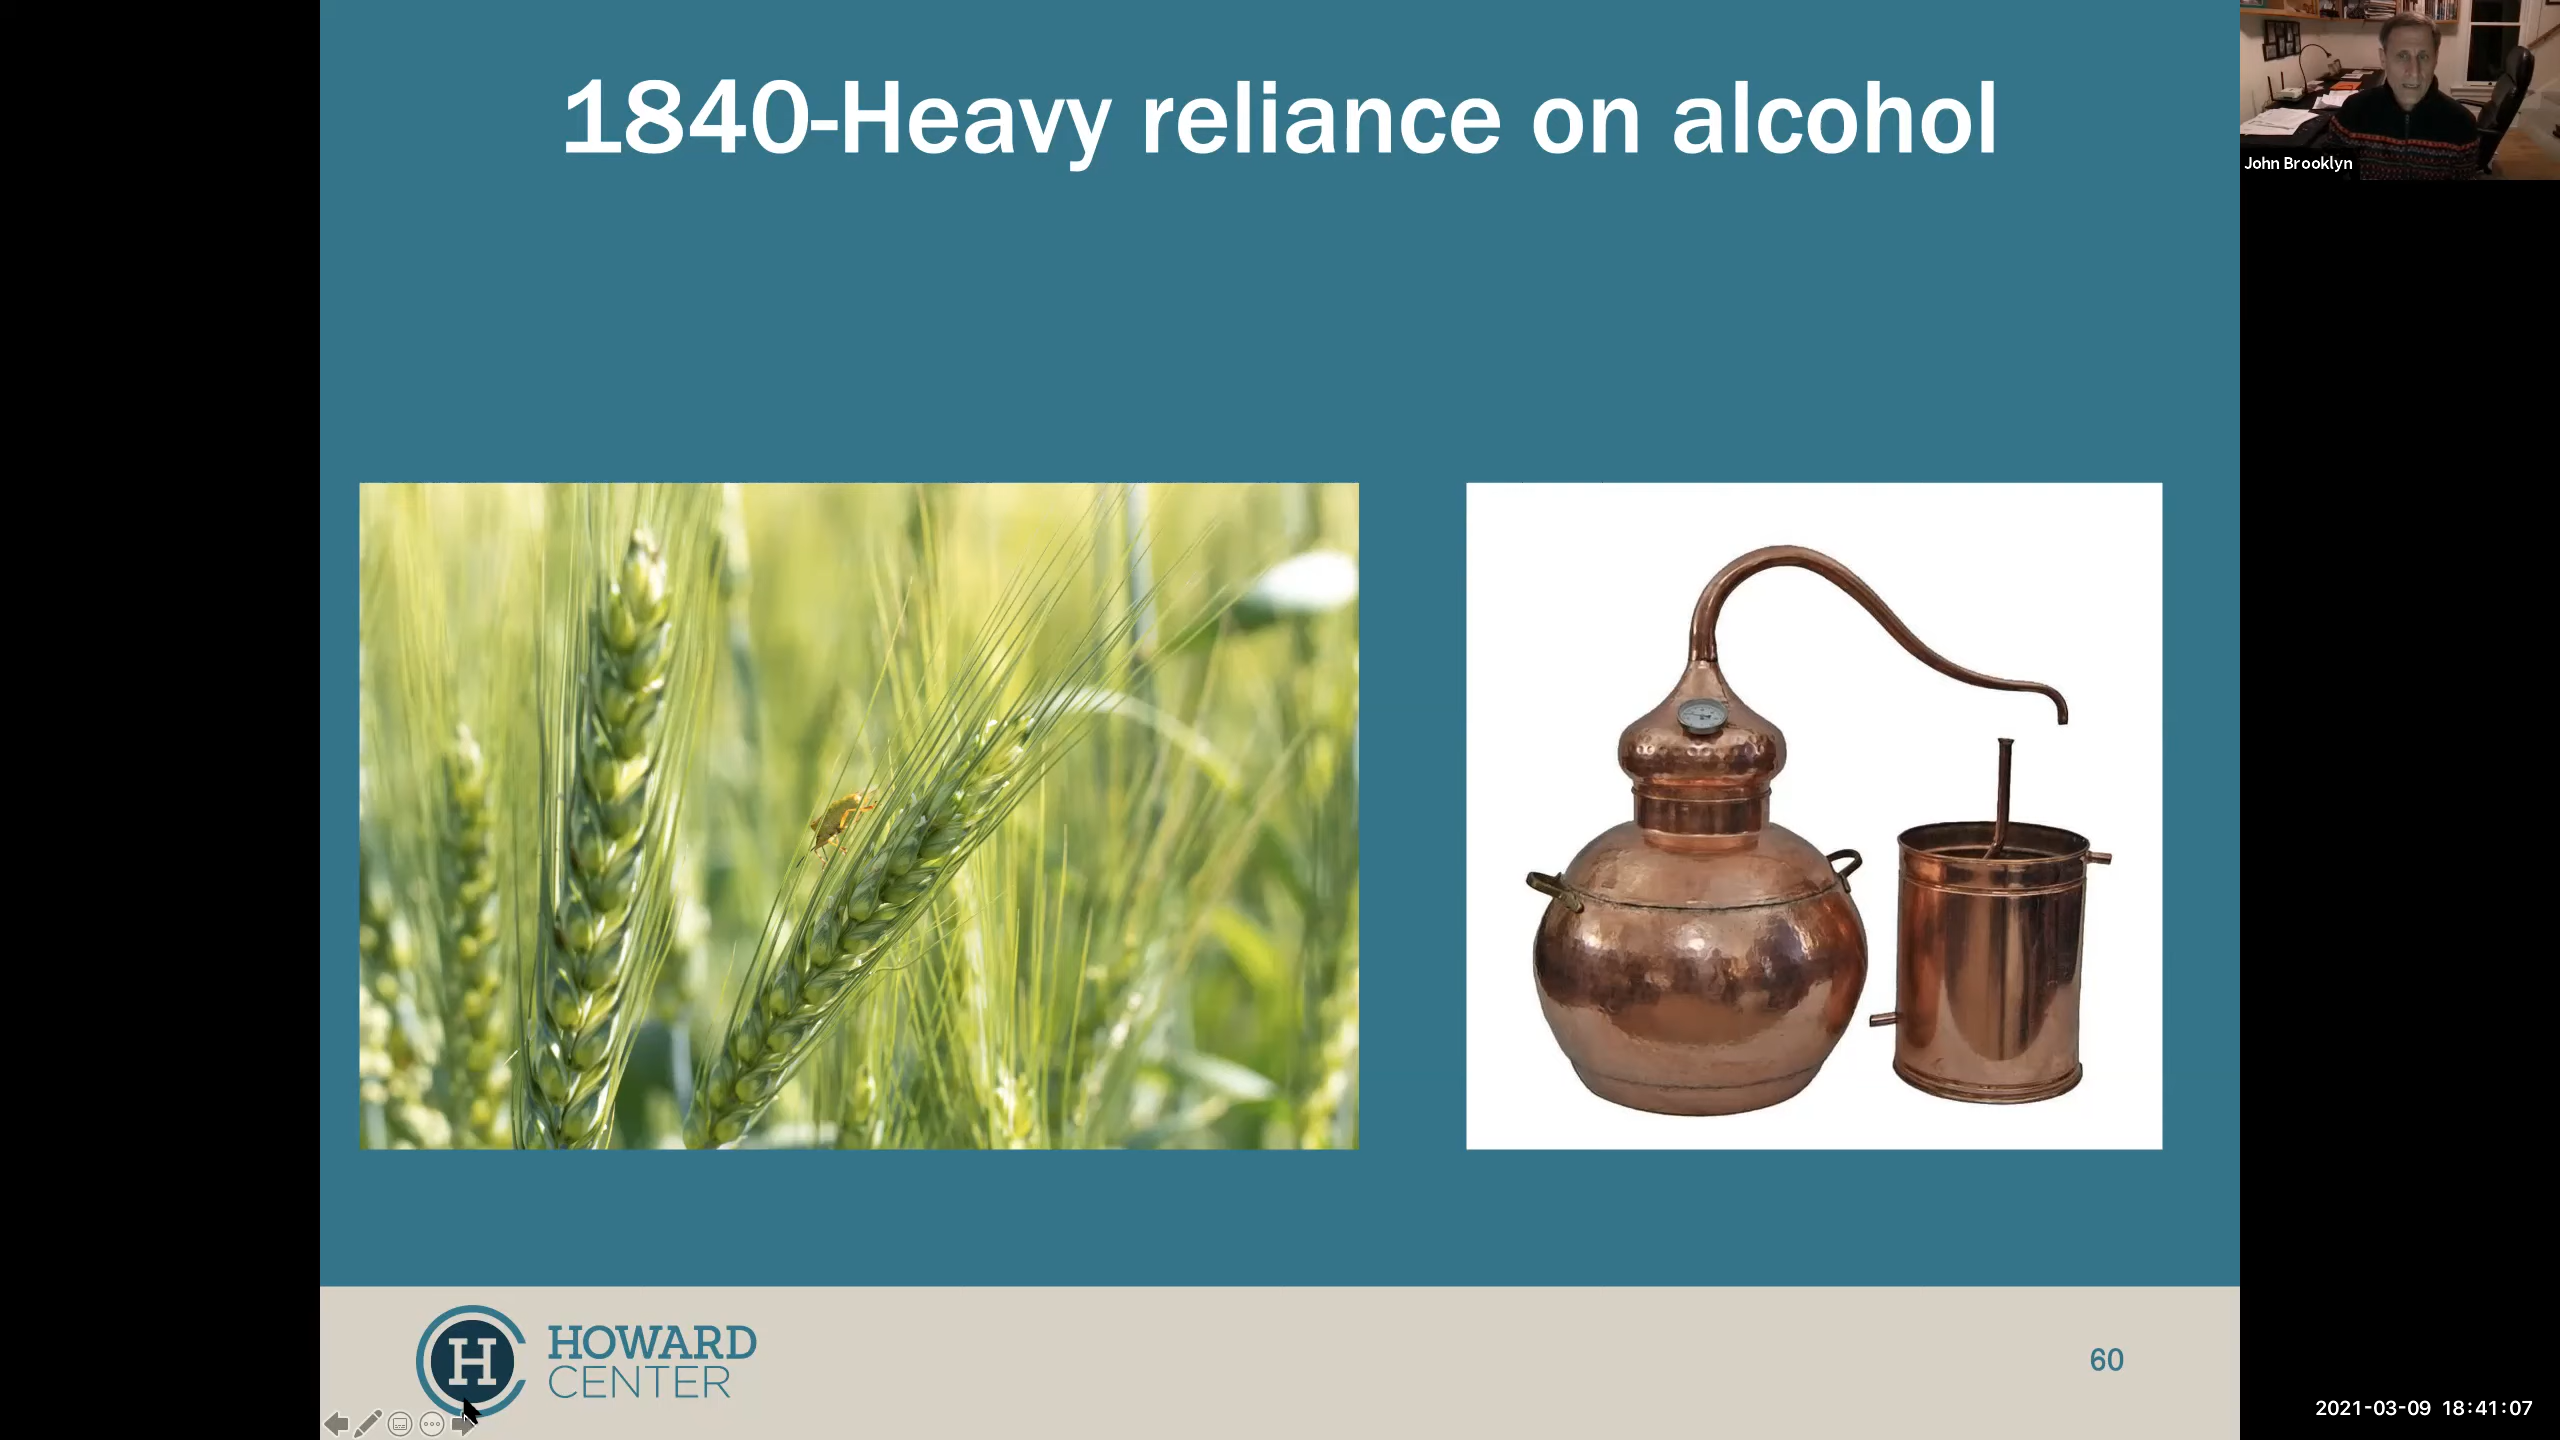 1840-Heavy reliance on alcohol
John Brooklyn
H HOWARD
CENTER
60
2021-03-09 18:41:07